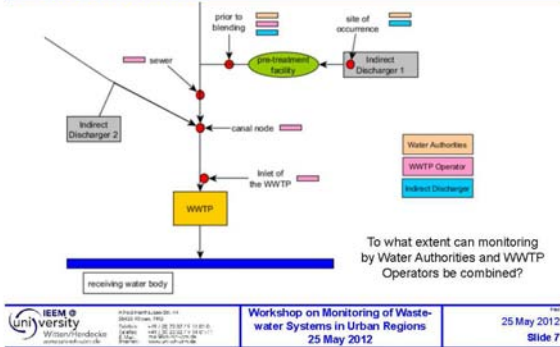 prior to
blending
site of
occurrence
sewer
pre-treatment
facility
Indirect
Discharger 1
Indirect
Discharger 2
canal node
Water Authorities
WWTP Operator
Indirect Discharger
Inlet of
the WWTP
WWTP
To what extent can monitoring
by Water Authorities and WWTP
Operators be combined?
receiving water body
IEEM @
university
Witten/Herdecke
Workshop on Monitoring of Waste-
water Systems in Urban Regions
25 May 2012
25 May 2012
Slide 7